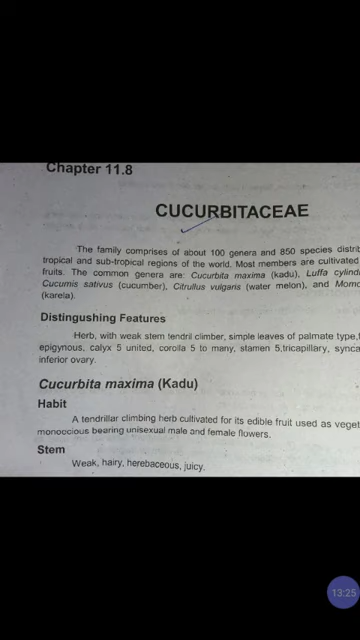 Chapter 11.8
CUCURBITACEAE
The family comprises of about 100 genera and 850 species distrib
tropical and sub-tropical regions of the world. Most members are cultivated
fruits. The common genera are: Cucurbita maxima (kadu), Luffa cylind
Cucumis sativus (cucumber), Citrullus vulgaris (water melon), and Momo
(karela).
Distingushing Features
Herb, with weak stem tendril climber, simple leaves of palmate type,
epigynous, calyx 5 united, corolla 5 to many, stamen 5,tricapillary, synca
inferior ovary.
Cucurbita maxima (Kadu)
Habit
A tendrillar climbing herb cultivated for its edible fruit used as veget
monoccious bearing unisexual male and female flowers.
Stem
Weak, hairy, herebaceous, juicy.
13:25